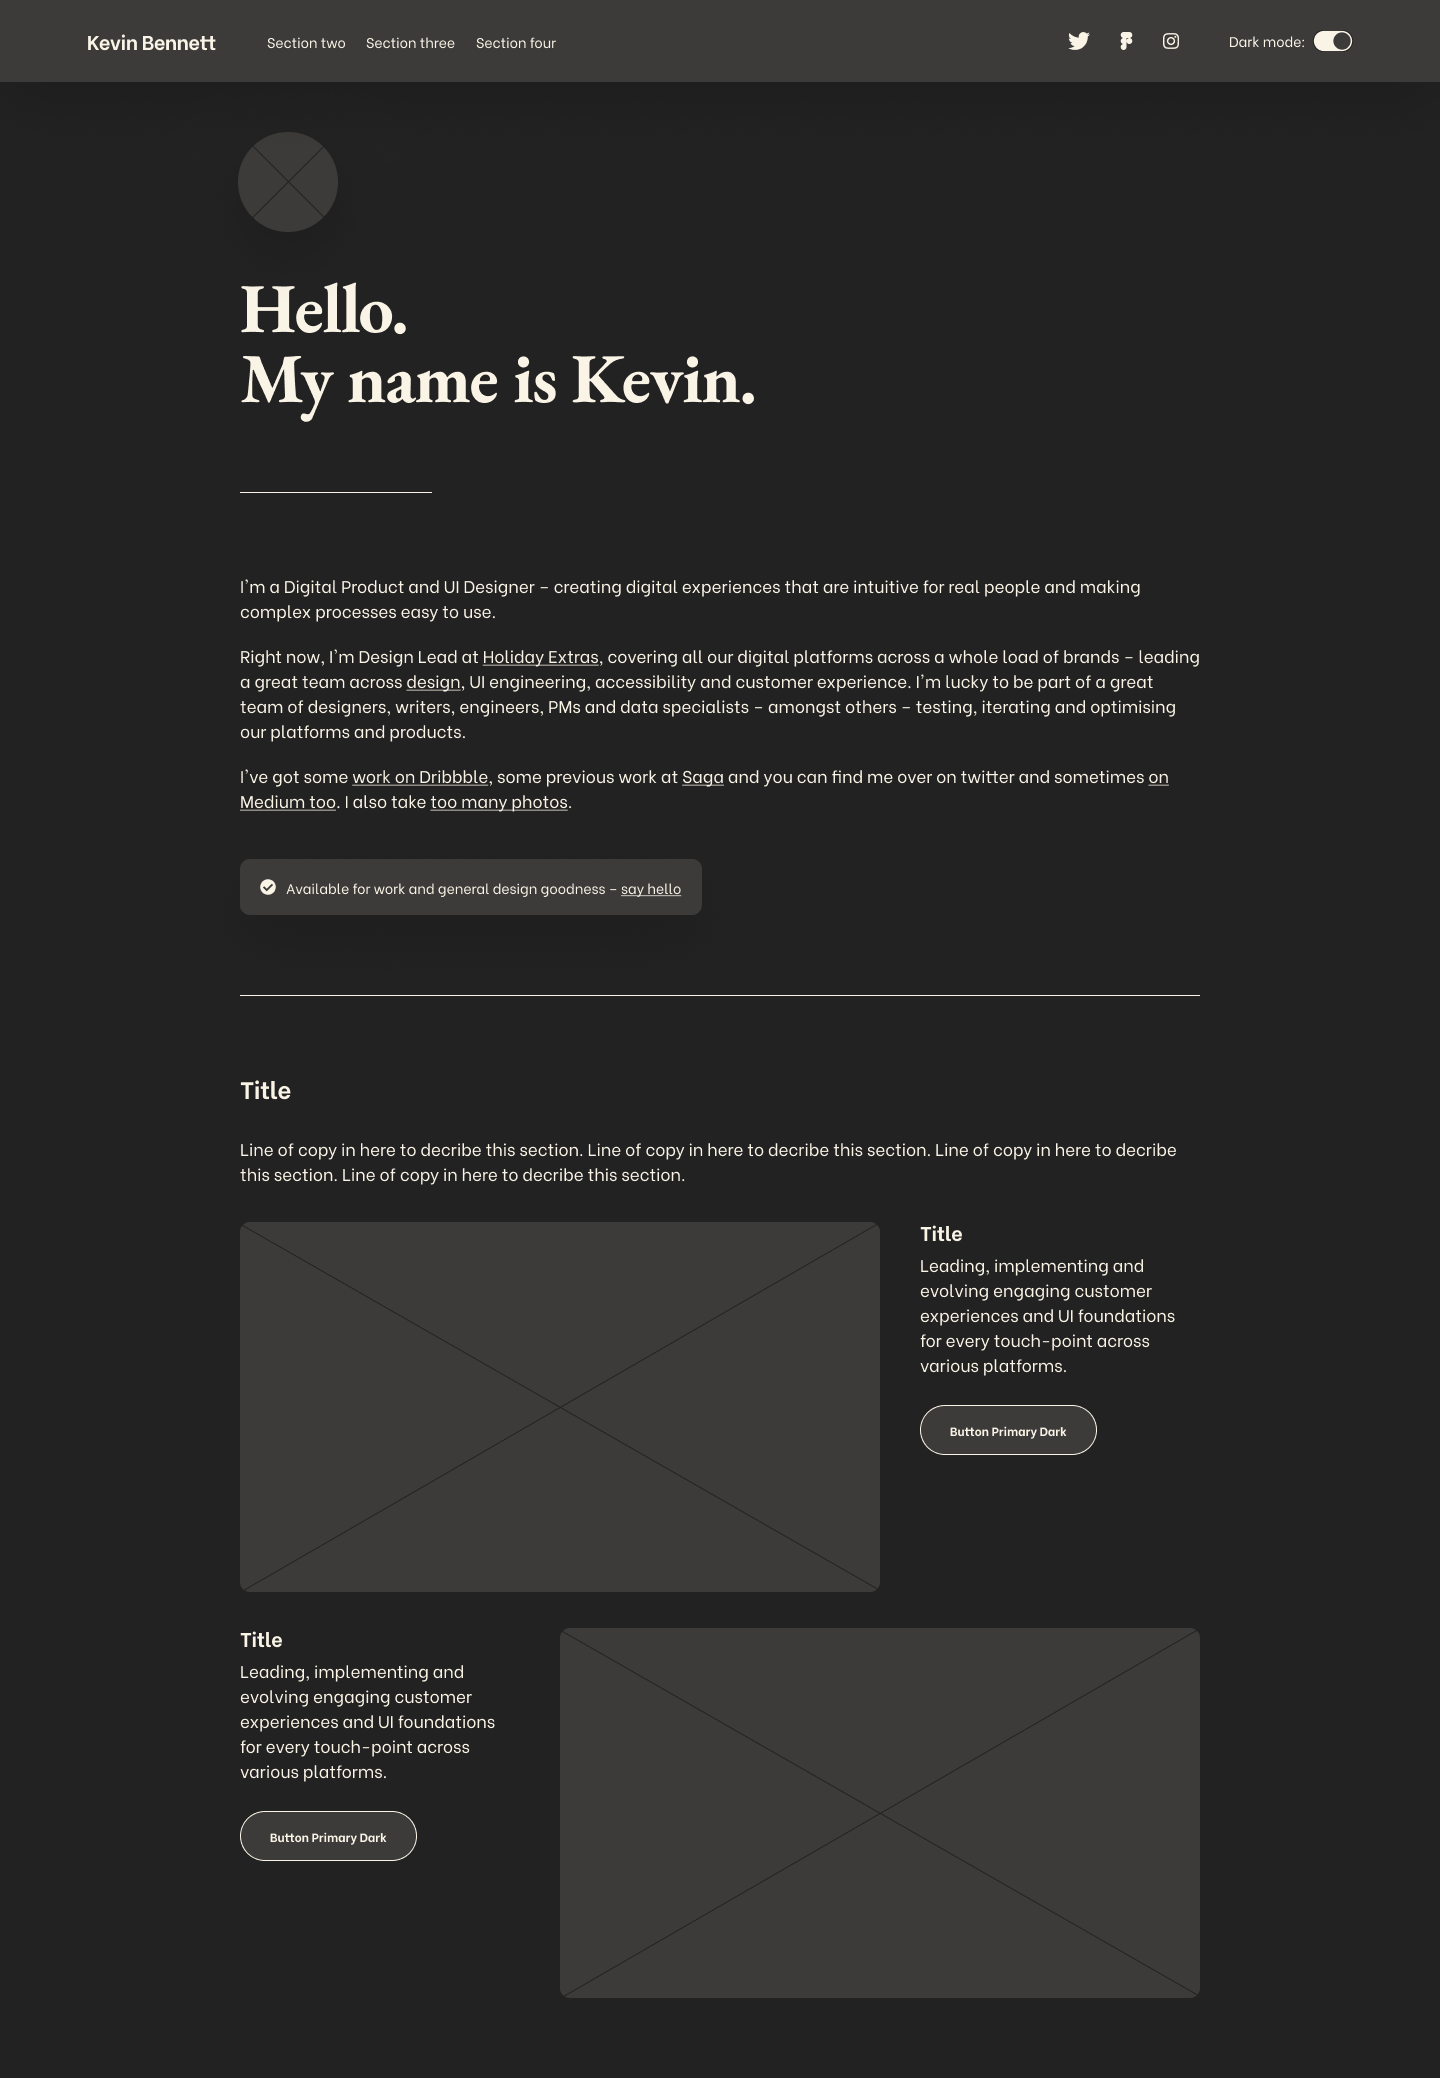 Kevin Bennett Section two Section three Section four Dark mode:
Hello.
My name is Kevin.
I'm a Digital Product and UI Designer – creating digital experiences that are intuitive for real people and making
complex processes easy to use.
Right now, I'm Design Lead at Holiday Extras, covering all our digital platforms across a whole load of brands – leading
a great team across design, UI engineering, accessibility and customer experience. I'm lucky to be part of a great
team of designers, writers, engineers, PMs and data specialists – amongst others – testing, iterating and optimising
our platforms and products.
I've got some work on Dribbble, some previous work at Saga and you can find me over on twitter and sometimes on
Medium too. I also take too many photos.
Available for work and general design goodness – say hello
Title
Line of copy in here to decribe this section. Line of copy in here to decribe this section. Line of copy in here to decribe
this section. Line of copy in here to decribe this section.
Title
Leading, implementing and
evolving engaging customer
experiences and UI foundations
for every touch-point across
various platforms.
Button Primary Dark
Title
Leading, implementing and
evolving engaging customer
experiences and UI foundations
for every touch-point across
various platforms.
Button Primary Dark